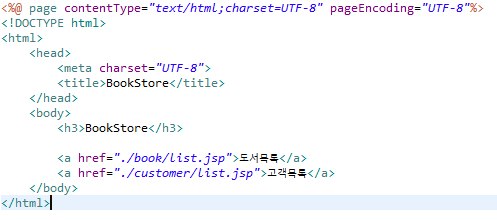 <%@ page contentType="text/html;charset=UTF-8" pageEncoding="UTF-8"%>
<!DOCTYPE html>
<html>
    <head>
        <meta charset="UTF-8">
        <title>BookStore</title>
    </head>
    <body>
        <h3>BookStore</h3>

        <a href="./book/list.jsp">도서목록</a>
        <a href="./customer/list.jsp">고객목록</a>
    </body>
</html>